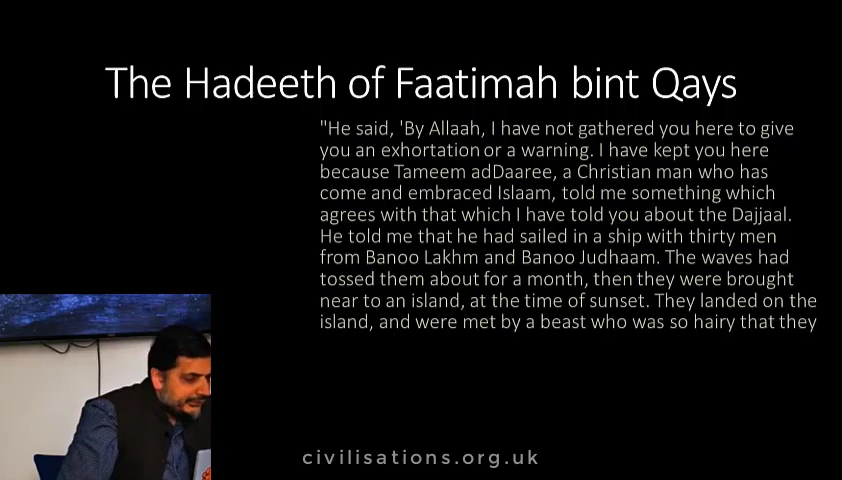 The Hadeeth of Faatimah bint Qays
"He said, 'By Allaah, I have not gathered you here to give
you an exhortation or a warning. I have kept you here
because Tameem adDaaree, a Christian man who has
come and embraced Islaam, told me something which
agrees with that which I have told you about the Dajjaal.
He told me that he had sailed in a ship with thirty men
from Banoo Lakhm and Banoo Judhaam. The waves had
tossed them about for a month, then they were brought
near to an island, at the time of sunset. They landed on the
island, and were met by a beast who was so hairy that they
civilisations.org.uk